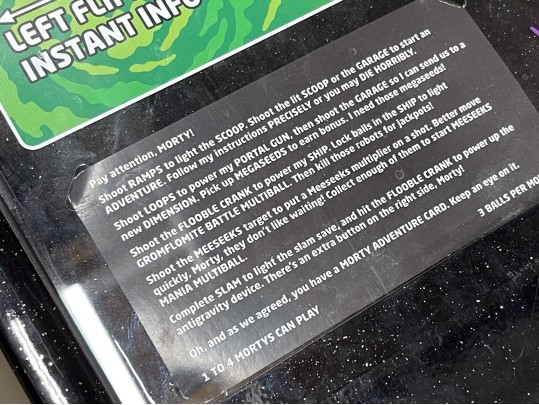 LEFT FLIP
INSTANT INFO
Pay attention, MORTY!
Shoot RAMPS to light the SCOOP. Shoot the lit SCOOP or the GARAGE to start an
ADVENTURE. Follow my instructions PRECISELY or you may DIE HORRIBLY.
Shoot LOOPS to power my PORTAL GUN, then shoot the GARAGE so I can send us to a
new DIMENSION. Pick up MEGASEEDS to earn bonus. I need those megaseeds!
Shoot the FLOOBLE CRANK to power my SHIP. Lock balls in the SHIP to light
GROMFLOMITE BATTLE MULTIBALL. Then kill those robots for jackpots!
Shoot the MEESEEKS target to put a Meeseeks multiplier on a shot. Better move
quickly, Morty, they don't like waiting! Collect enough of them to start MEESEEKS
MANIA MULTIBALL.
Complete SLAM to light the slam save, and hit the FLOOBLE CRANK to power up the
antigravity device. There's an extra button on the right side, Morty!
Oh, and as we agreed, you have a MORTY ADVENTURE CARD. Keep an eye on it.
1 TO 4 MORTYS CAN PLAY
3 BALLS PER MO